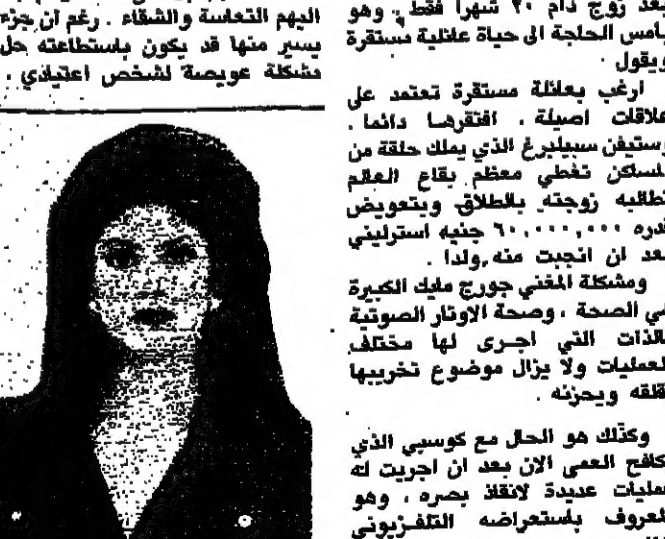 بعد زوج دام ٢٠ شهرا فقط . وهو
بأمس الحاجة الى حياة عائلية مستقرة
ويقول .
ارغب بعائلة مستقرة تعتمد على
علاقات اصيلة ، افتقرها دائما .
وستيفن سبيلبرغ الذي يملك حلقة من
المساكن تغطي معظم بقاع العالم
تطالبه زوجته بالطلاق وبتعويض
قدره ٦٠,٠٠٠,٠٠٠ جنيه استرليني
بعد ان انجبت منه ولدا .
ومشكلة المغني جورج مايك الكبيرة
هي الصحة ، وصحة الاوتار الصوتية
بالذات التي اجرى لها مختلف
العمليات ولا يزال موضوع تخريبها
يقلقه ويحزنه .
وكذلك هو الحال مع كوسبي الذي
يكافح العمى الان بعد ان اجريت له
عمليات عديدة لانقاذ بصره ، وهو
المعروف باستعراضه التلفزيوني
اليهم التعاسة والشقاء . رغم ان جزء
يسير منها قد يكون باستطاعته حل
مشكلة عويصة لشخص اعتيادي .